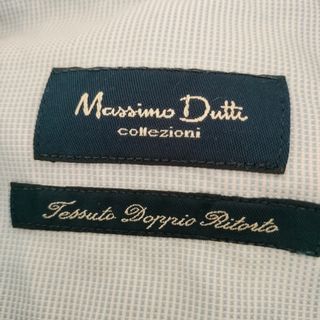 Massimo Dutti
collezioni
Tessuto Doppio Ritorto